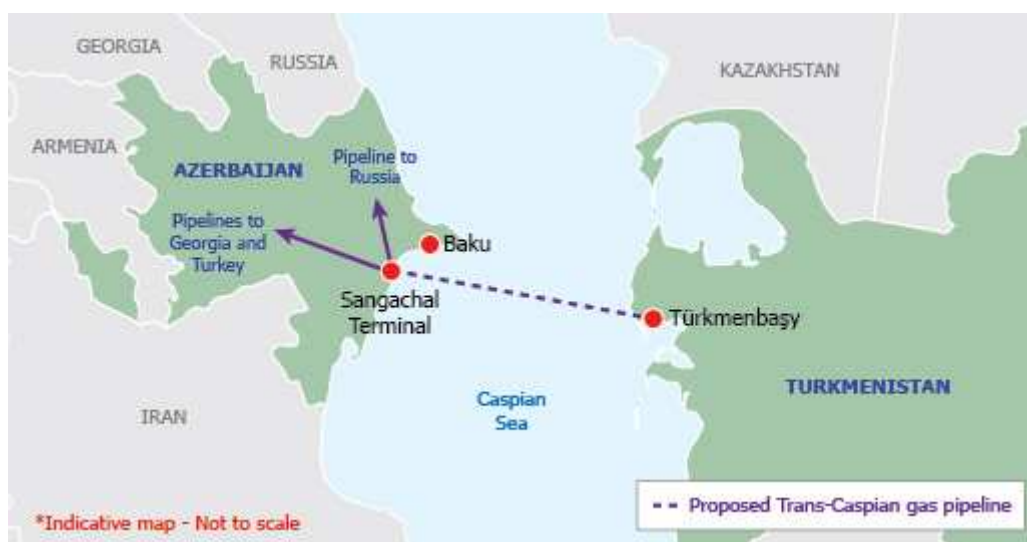 GEORGIA
RUSSIA
KAZAKHSTAN
ARMENIA
AZERBAIJAN
Pipeline to
Russia
Pipelines to
Georgia and
Turkey
Baku
Sangachal
Terminal
Türkmenbaşy
TURKMENISTAN
Caspian
Sea
IRAN
Proposed Trans-Caspian gas pipeline
*Indicative map - Not to scale